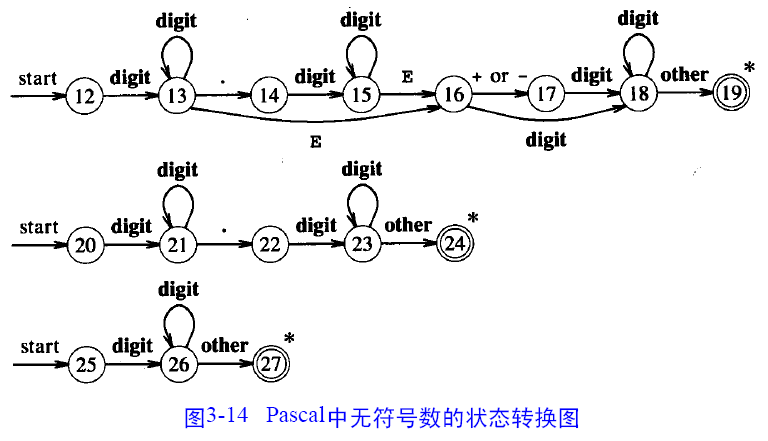 digit digit digit
start digit . digit E + or - digit other *
12 13 14 15 16 17 18 19
E digit
digit digit
start digit . digit other *
20 21 22 23 24
digit
start digit other *
25 26 27
图3-14 Pascal中无符号数的状态转换图